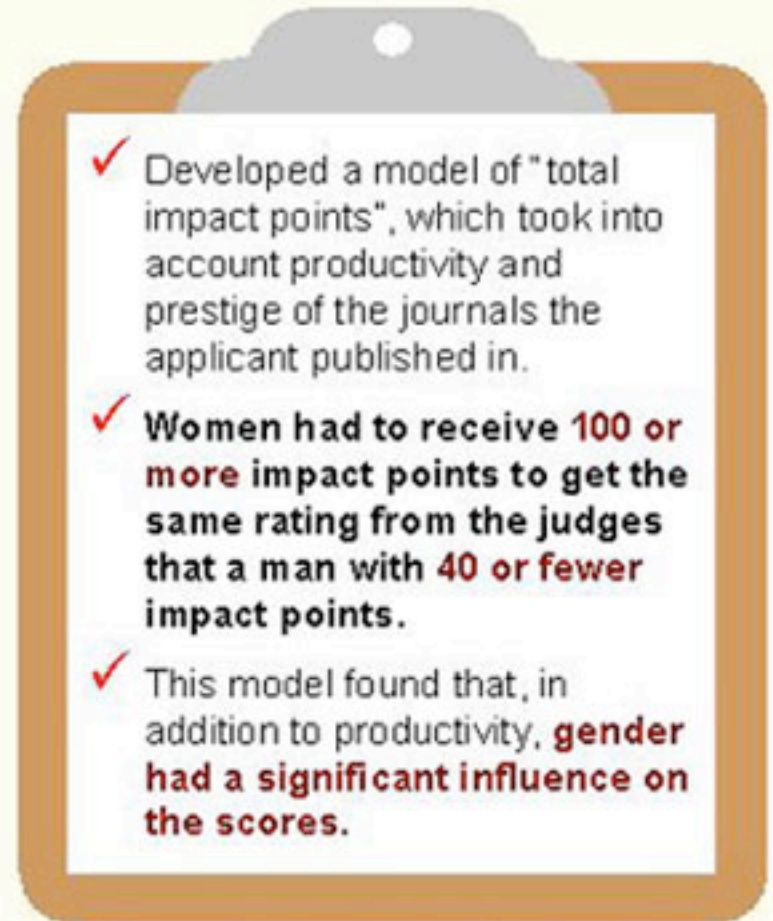 Developed a model of "total
impact points", which took into
account productivity and
prestige of the journals the
applicant published in.
Women had to receive 100 or
more impact points to get the
same rating from the judges
that a man with 40 or fewer
impact points.
This model found that, in
addition to productivity, gender
had a significant influence on
the scores.